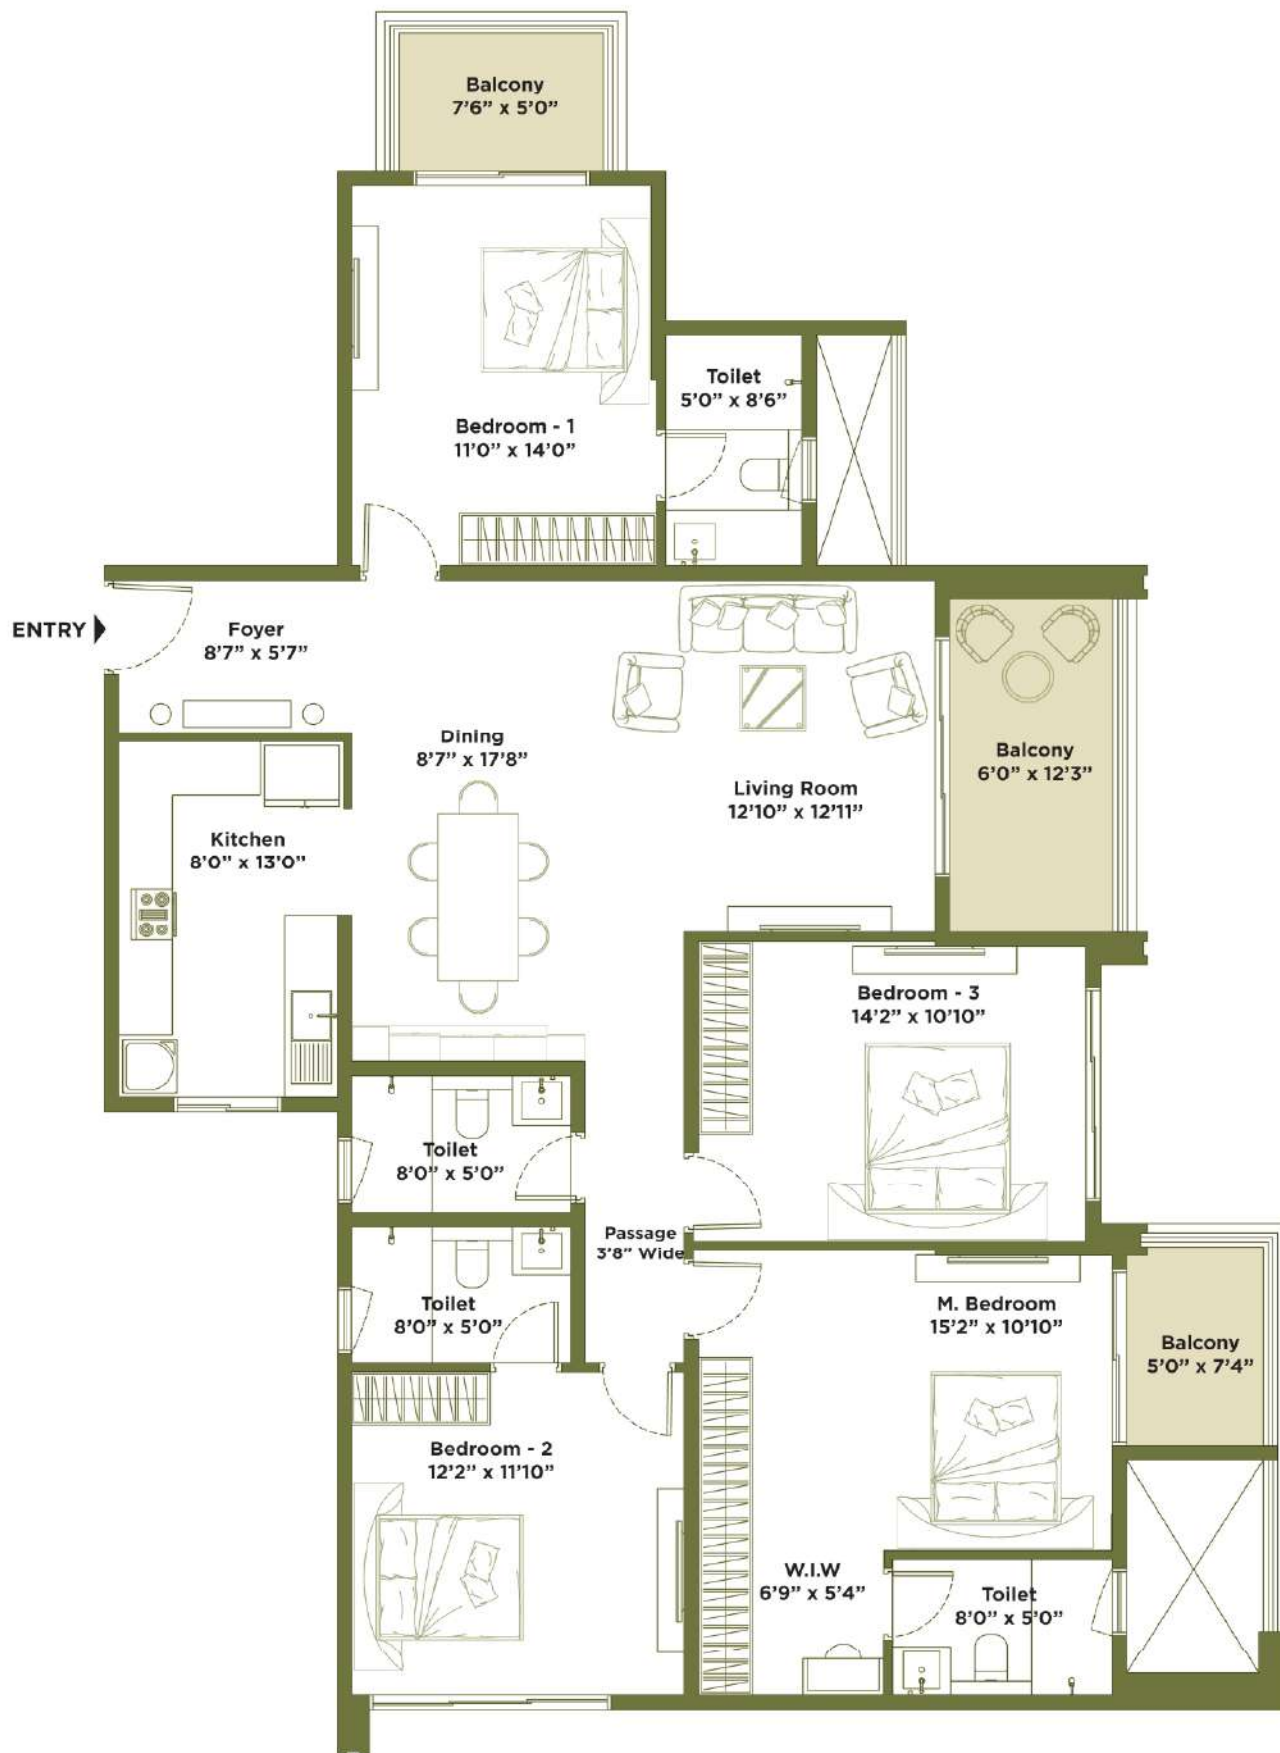 Balcony
7’6” x 5’0”
Toilet
5’0” x 8’6”
Bedroom - 1
11’0” x 14’0”
ENTRY
Foyer
8’7” x 5’7”
Dining
8’7” x 17’8”
Balcony
6’0” x 12’3”
Living Room
12’10” x 12’11”
Kitchen
8’0” x 13’0”
Bedroom - 3
14’2” x 10’10”
Toilet
8’0” x 5’0”
Passage
3’8” Wide
Toilet
8’0” x 5’0”
M. Bedroom
15’2” x 10’10”
Balcony
5’0” x 7’4”
Bedroom - 2
12’2” x 11’10”
W.I.W
6’9” x 5’4”
Toilet
8’0” x 5’0”